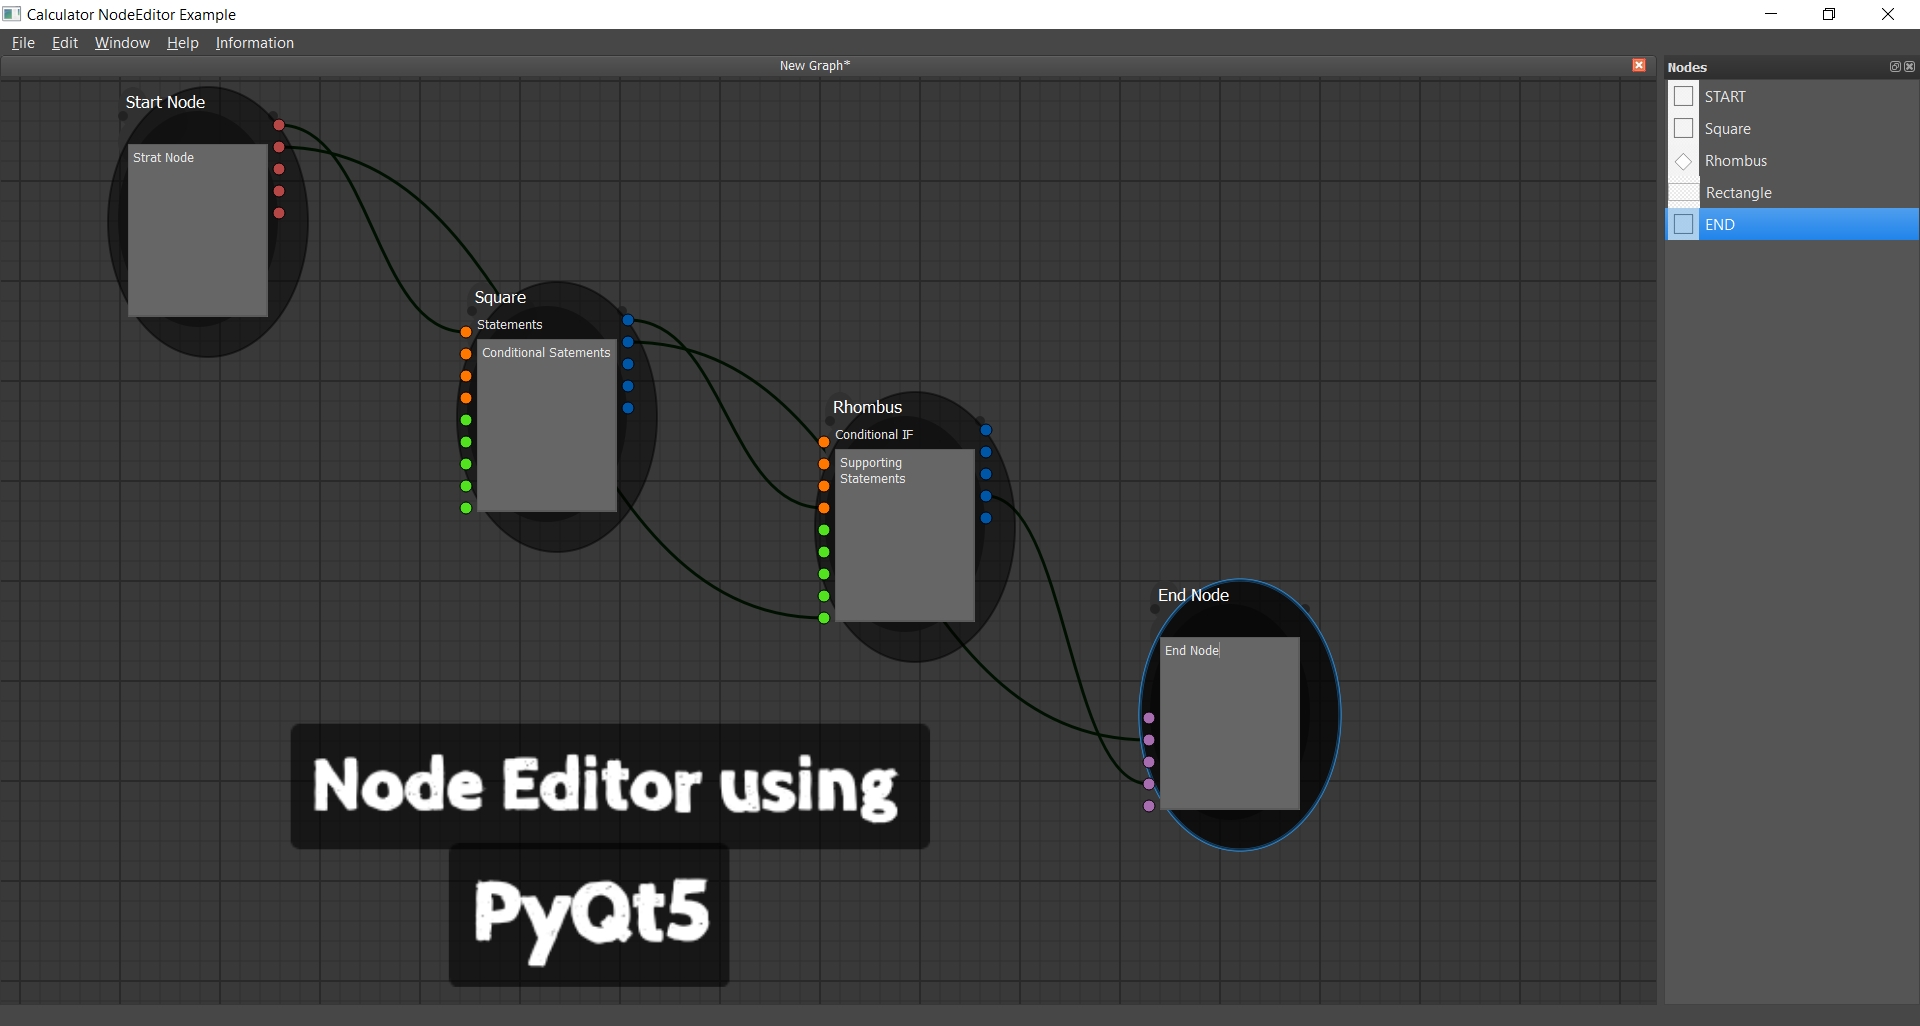 Calculator NodeEditor Example
File Edit Window Help Information
New Graph*
Nodes
START
Square
Rhombus
Rectangle
END
Start Node
Strat Node
Square
Statements
Conditional Satements
Rhombus
Conditional IF
Supporting
Statements
End Node
End Node
Node Editor using
PyQt5